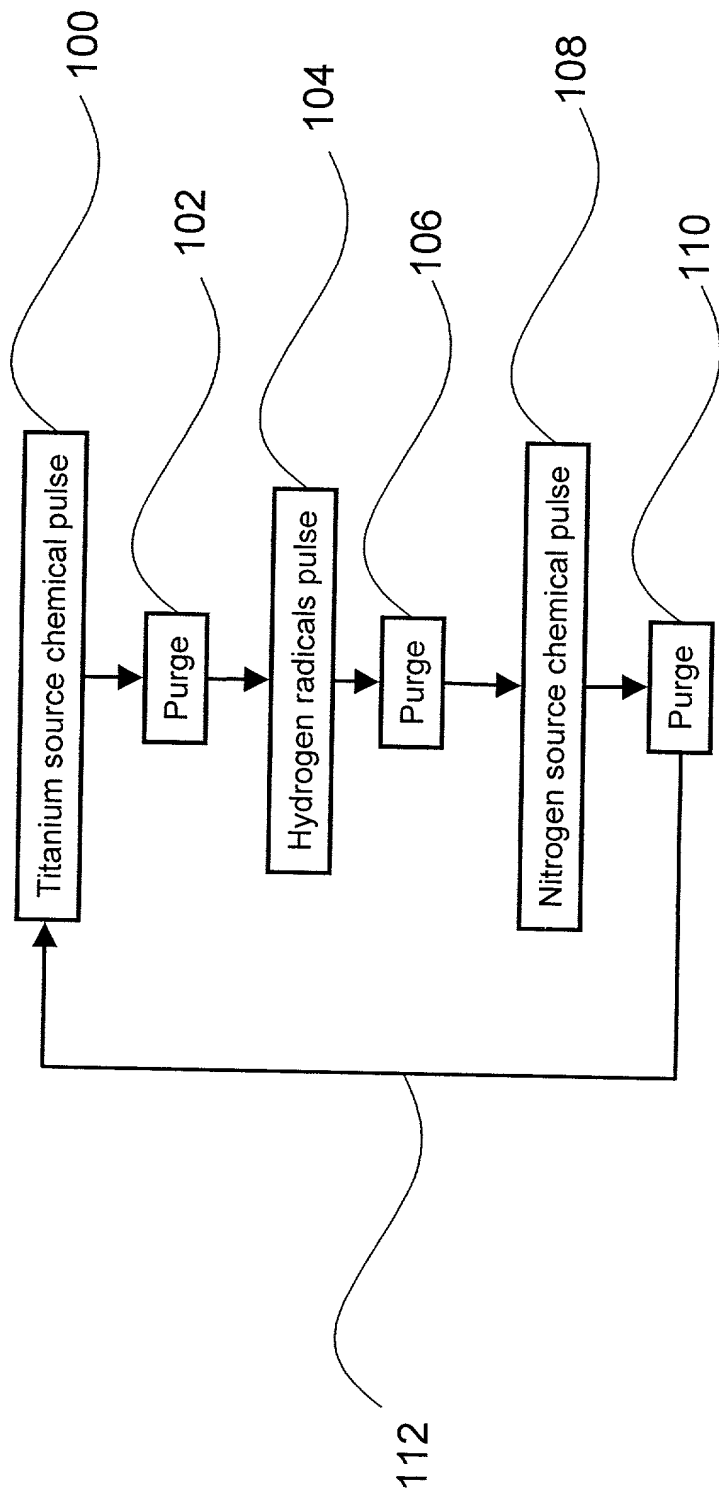 Titanium source chemical pulse
100
Purge
102
Hydrogen radicals pulse
104
Purge
106
Nitrogen source chemical pulse
108
Purge
110
112